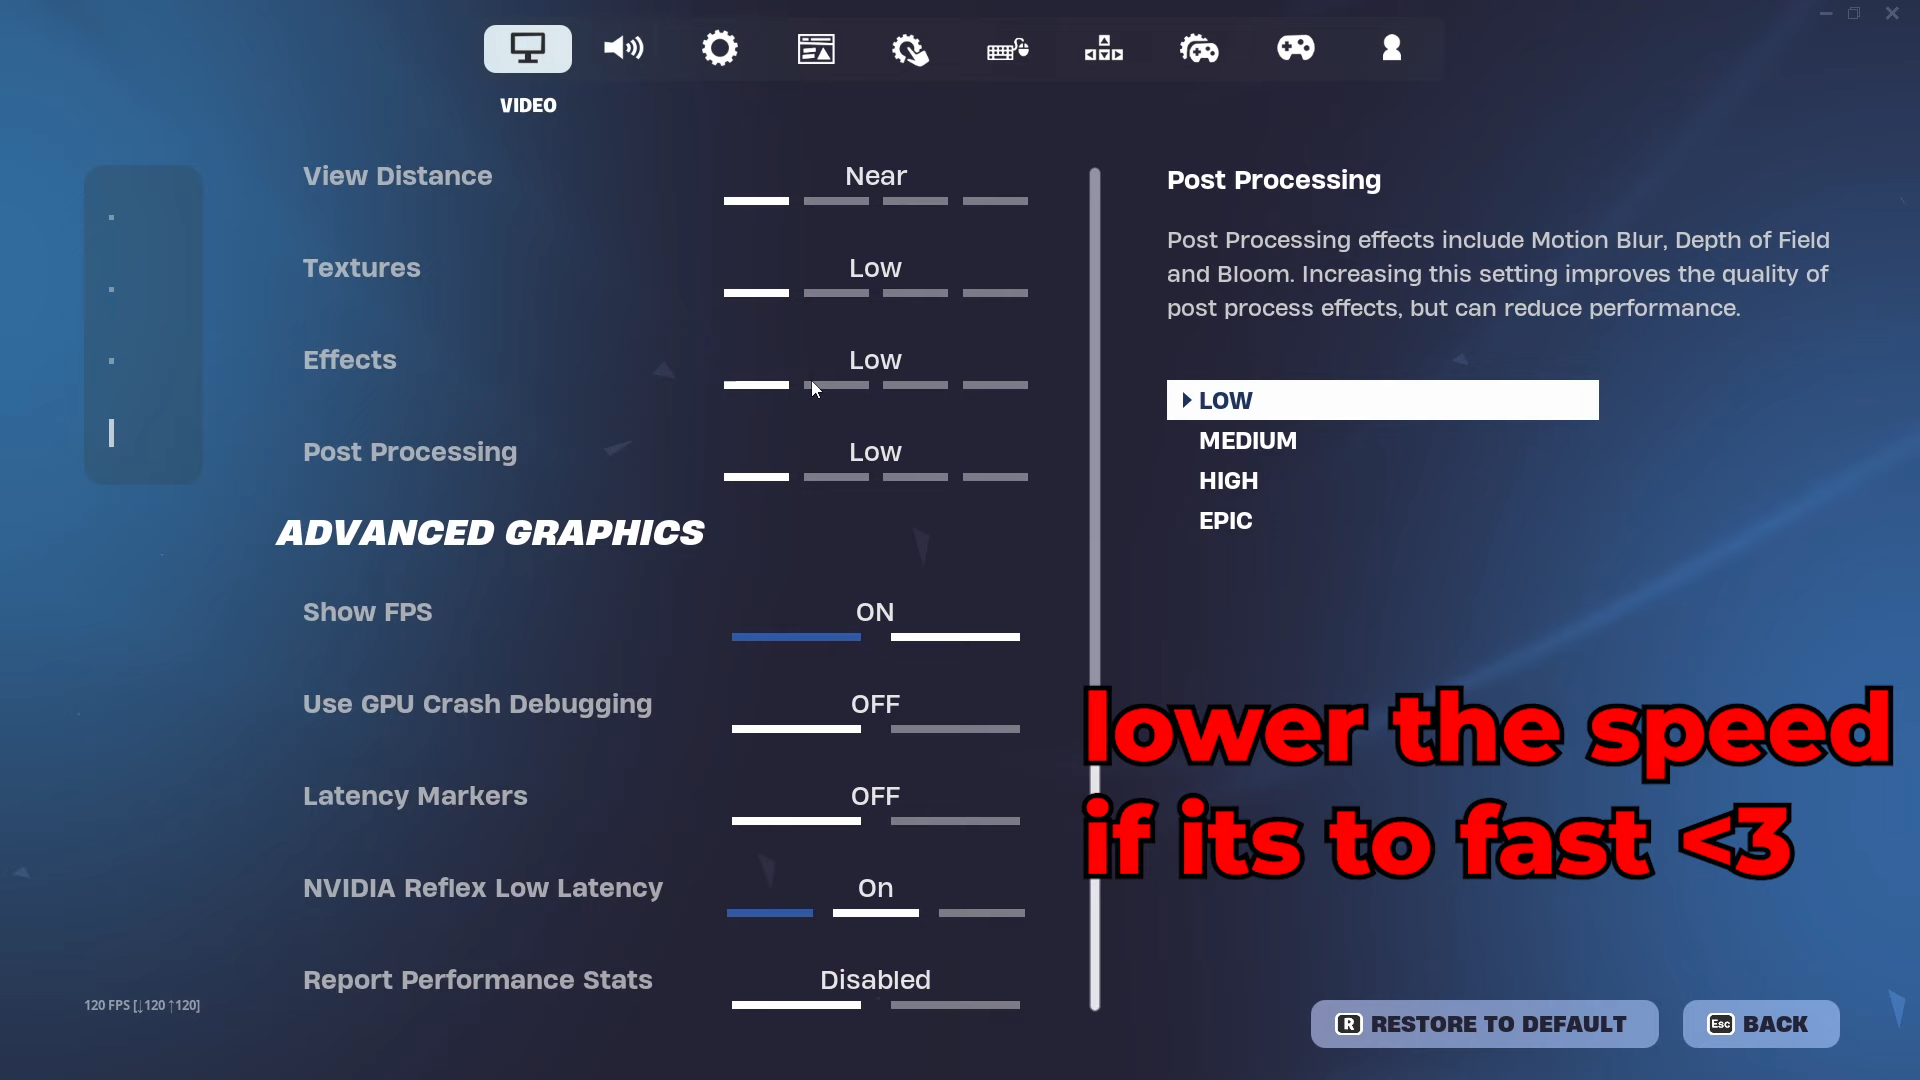 VIDEO
View Distance
Near
Textures
Low
Effects
Low
Post Processing
Low
ADVANCED GRAPHICS
Show FPS
ON
Use GPU Crash Debugging
OFF
Latency Markers
OFF
NVIDIA Reflex Low Latency
On
Report Performance Stats
Disabled
120 FPS [↓120 ↑120]
Post Processing
Post Processing effects include Motion Blur, Depth of Field
and Bloom. Increasing this setting improves the quality of
post process effects, but can reduce performance.
LOW
MEDIUM
HIGH
EPIC
lower the speed
if its to fast <3
R RESTORE TO DEFAULT
Esc BACK